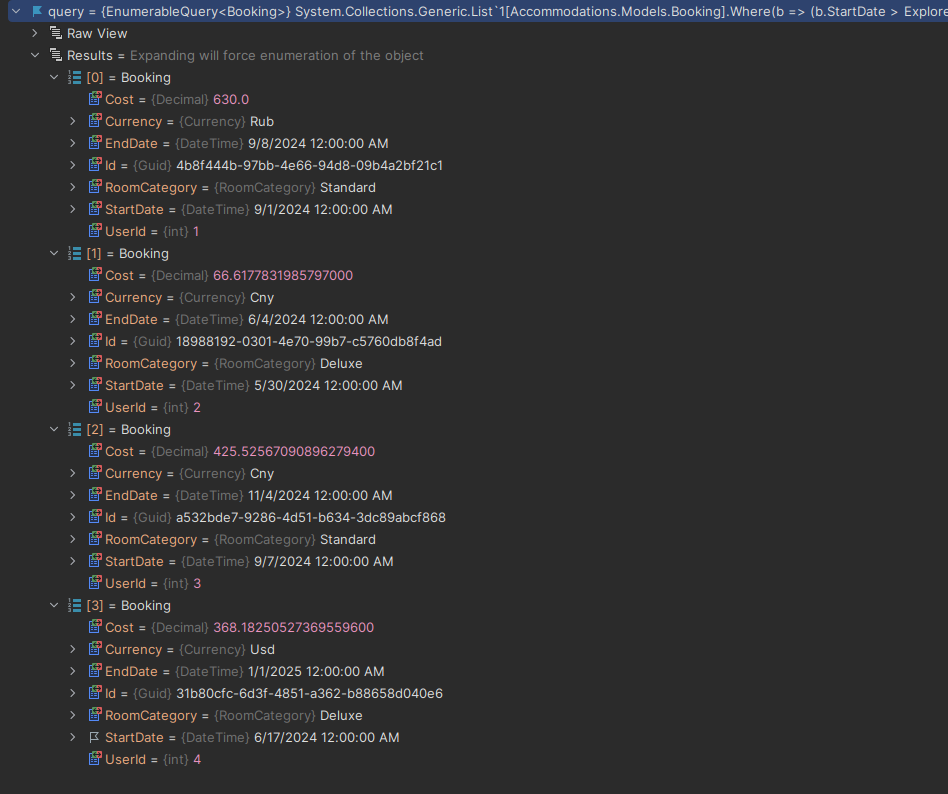 query = {EnumerableQuery<Booking>} System.Collections.Generic.List`1[Accommodations.Models.Booking].Where(b => (b.StartDate > Explore
Raw View
Results = Expanding will force enumeration of the object
[0] = Booking
Cost = {Decimal} 630.0
Currency = {Currency} Rub
EndDate = {DateTime} 9/8/2024 12:00:00 AM
Id = {Guid} 4b8f444b-97bb-4e66-94d8-09b4a2bf21c1
RoomCategory = {RoomCategory} Standard
StartDate = {DateTime} 9/1/2024 12:00:00 AM
UserId = {int} 1
[1] = Booking
Cost = {Decimal} 66.6177831985797000
Currency = {Currency} Cny
EndDate = {DateTime} 6/4/2024 12:00:00 AM
Id = {Guid} 18988192-0301-4e70-99b7-c5760db8f4ad
RoomCategory = {RoomCategory} Deluxe
StartDate = {DateTime} 5/30/2024 12:00:00 AM
UserId = {int} 2
[2] = Booking
Cost = {Decimal} 425.52567090896279400
Currency = {Currency} Cny
EndDate = {DateTime} 11/4/2024 12:00:00 AM
Id = {Guid} a532bde7-9286-4d51-b634-3dc89abcf868
RoomCategory = {RoomCategory} Standard
StartDate = {DateTime} 9/7/2024 12:00:00 AM
UserId = {int} 3
[3] = Booking
Cost = {Decimal} 368.18250527369559600
Currency = {Currency} Usd
EndDate = {DateTime} 1/1/2025 12:00:00 AM
Id = {Guid} 31b80cfc-6d3f-4851-a362-b88658d040e6
RoomCategory = {RoomCategory} Deluxe
StartDate = {DateTime} 6/17/2024 12:00:00 AM
UserId = {int} 4